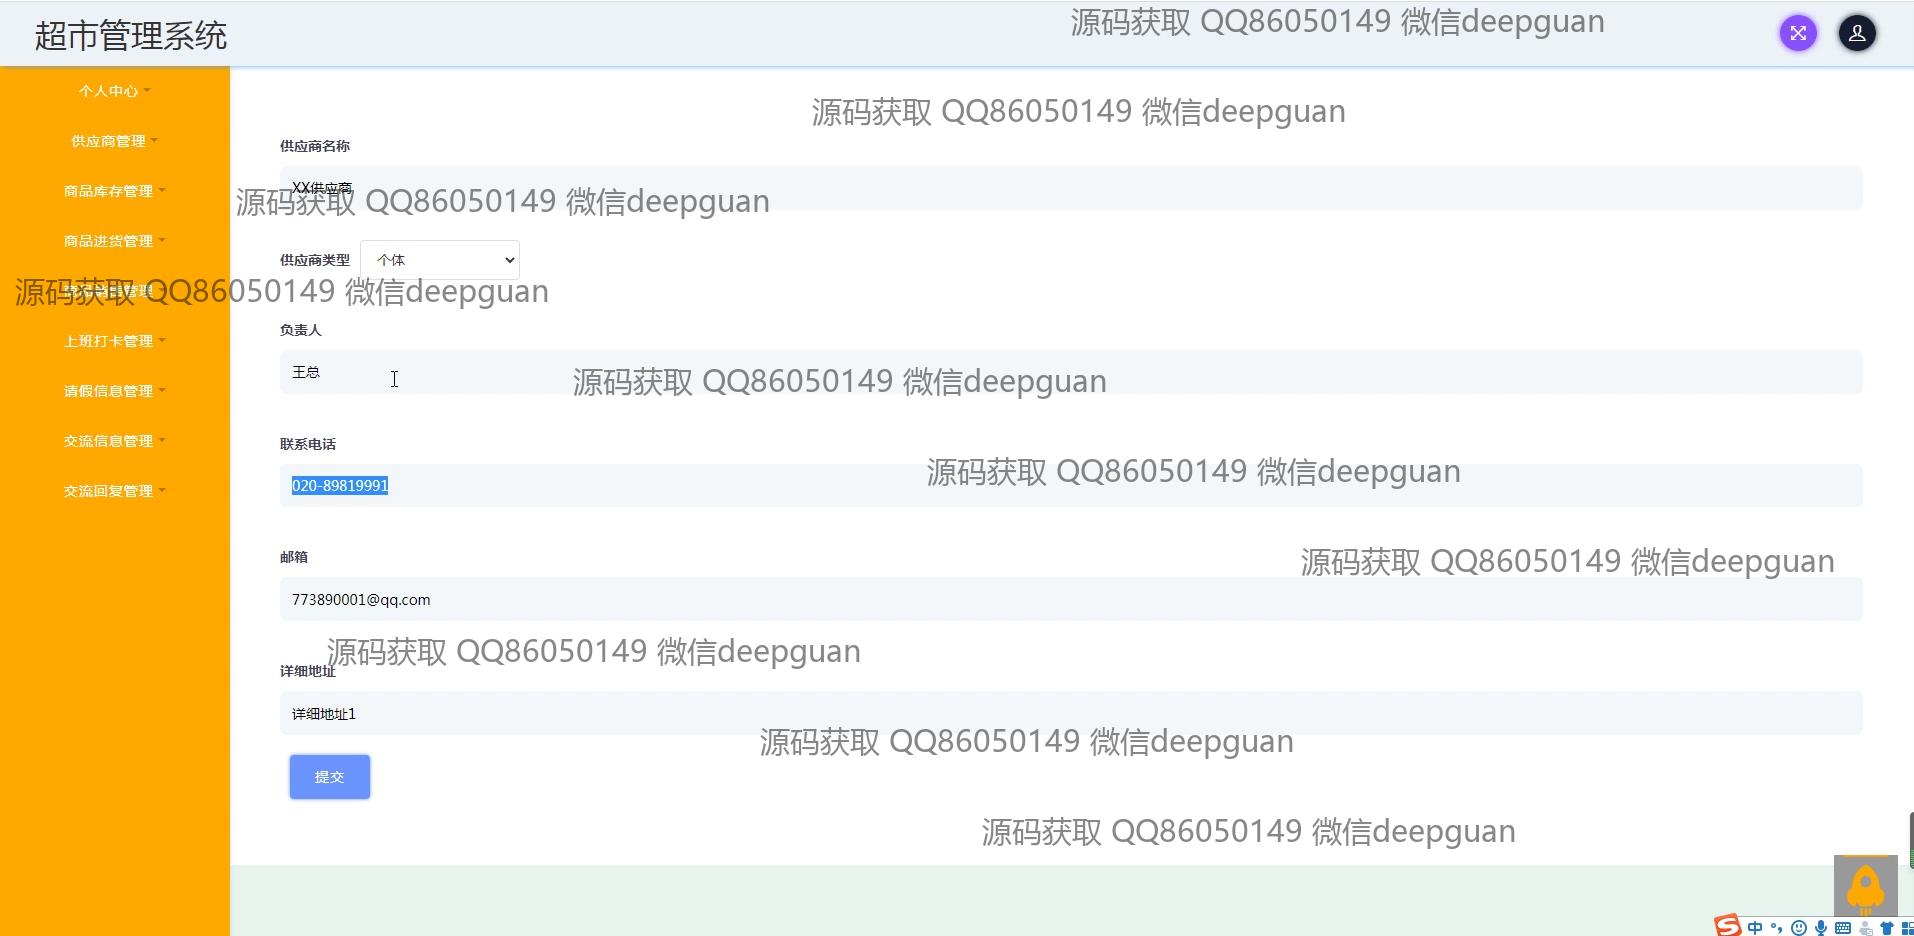 超市管理系统
源码获取 QQ86050149 微信deepguan
个人中心
供应商管理
商品库存管理
商品进货管理
上班打卡管理
请假信息管理
交流信息管理
交流回复管理
源码获取 QQ86050149 微信deepguan
供应商名称
XX供应商
源码获取 QQ86050149 微信deepguan
供应商类型 个体
源码获取 QQ86050149 微信deepguan
负责人
王总
源码获取 QQ86050149 微信deepguan
联系电话
020-89819991
源码获取 QQ86050149 微信deepguan
邮箱
源码获取 QQ86050149 微信deepguan
773890001@qq.com
源码获取 QQ86050149 微信deepguan
详细地址
详细地址1
源码获取 QQ86050149 微信deepguan
提交
源码获取 QQ86050149 微信deepguan
中